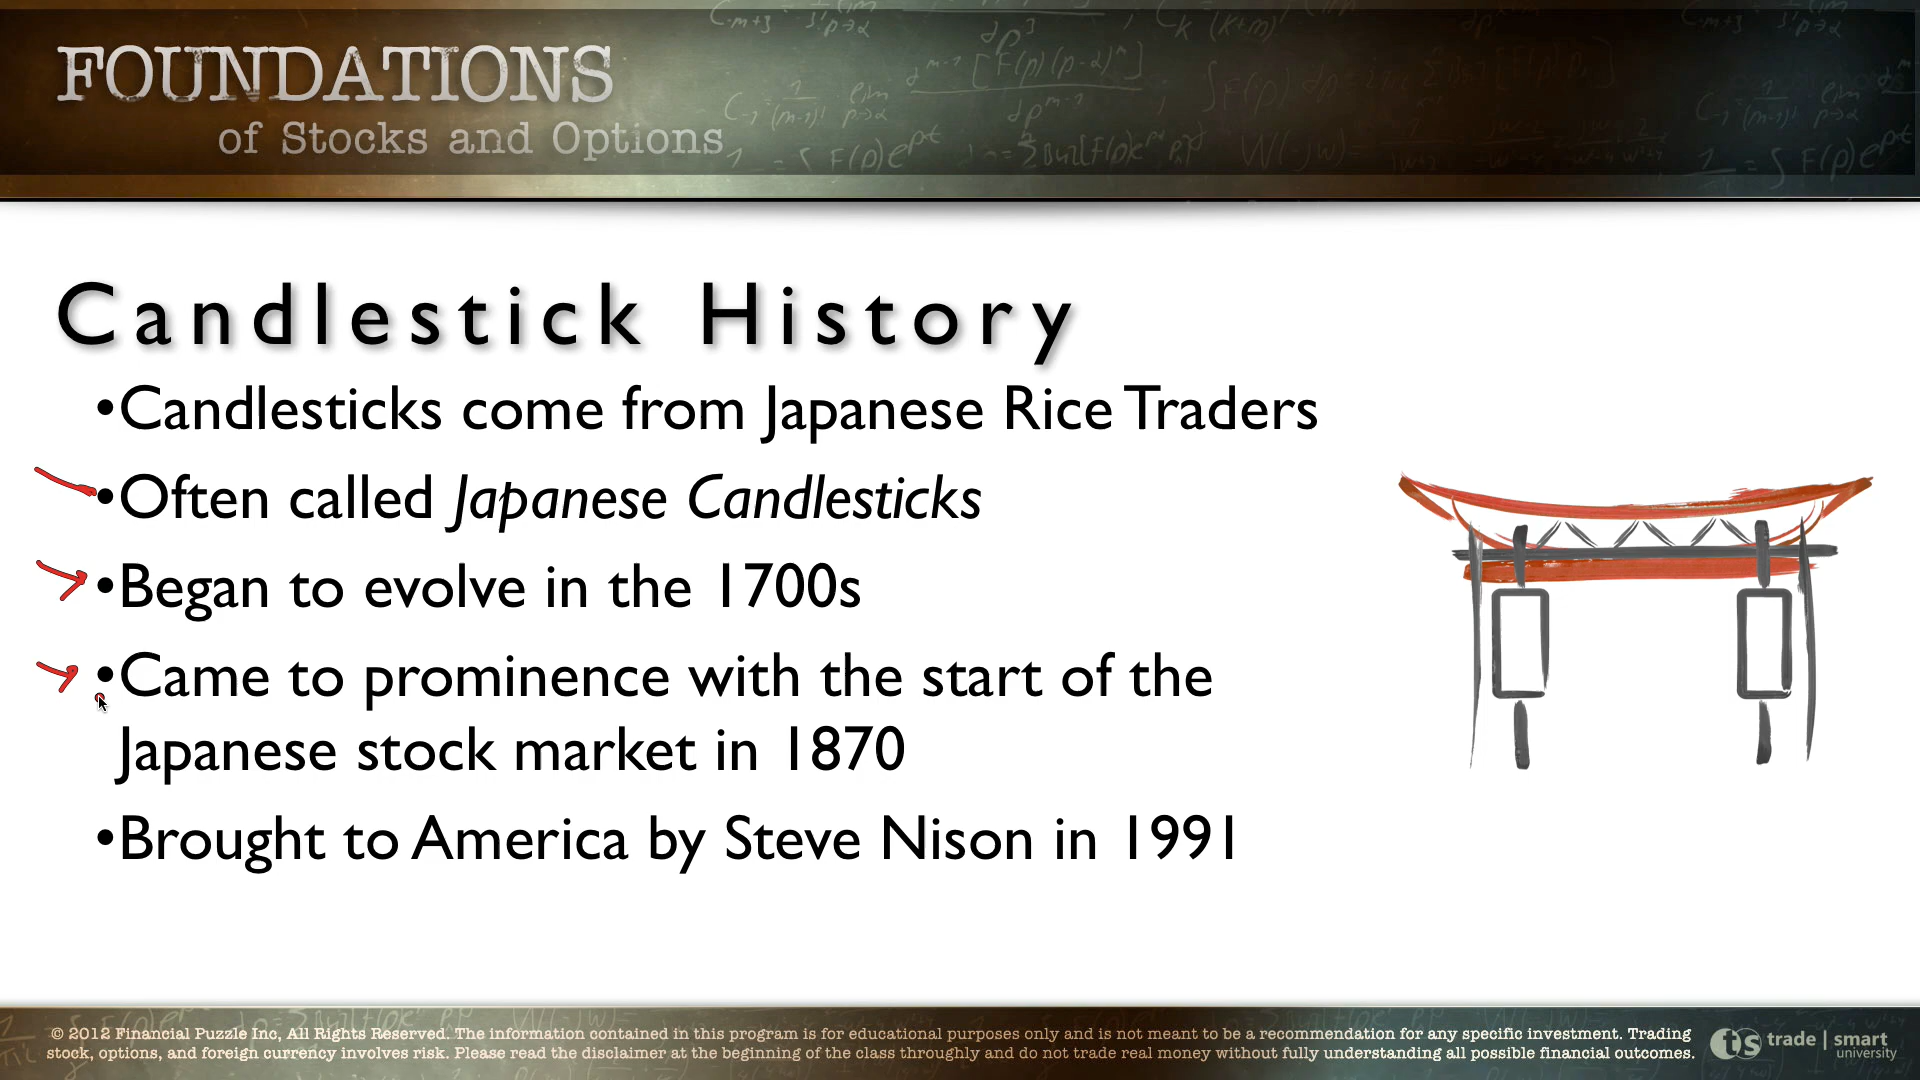 FOUNDATIONS
of Stocks and Options
Candlestick History
•Candlesticks come from Japanese Rice Traders
•Often called Japanese Candlesticks
•Began to evolve in the 1700s
•Came to prominence with the start of the
Japanese stock market in 1870
•Brought to America by Steve Nison in 1991
© 2012 Financial Puzzle Inc, All Rights Reserved. The information contained in this program is for educational purposes only and is not meant to be a recommendation for any specific investment. Trading
stock, options, and foreign currency involves risk. Please read the disclaimer at the beginning of the class throughly and do not trade real money without fully understanding all possible financial outcomes.
ts trade | smart
university